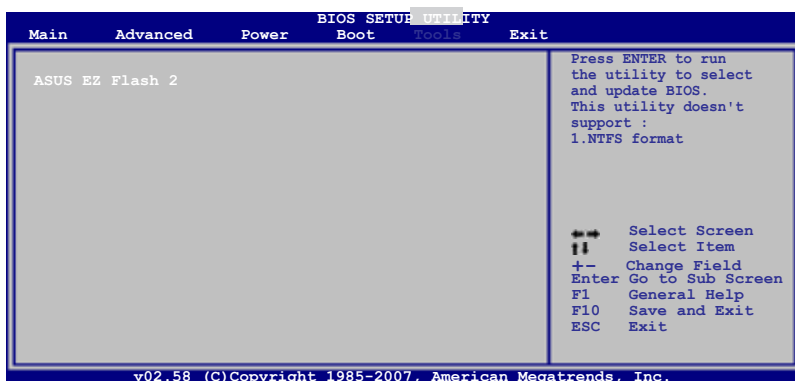 BIOS SETUP UTILITY
Main Advanced Power Boot Tools Exit
ASUS EZ Flash 2
Press ENTER to run
the utility to select
and update BIOS.
This utility doesn't
support :
1.NTFS format
Select Screen
Select Item
+- Change Field
Enter Go to Sub Screen
F1 General Help
F10 Save and Exit
ESC Exit
v02.58 (C)Copyright 1985-2007, American Megatrends, Inc.